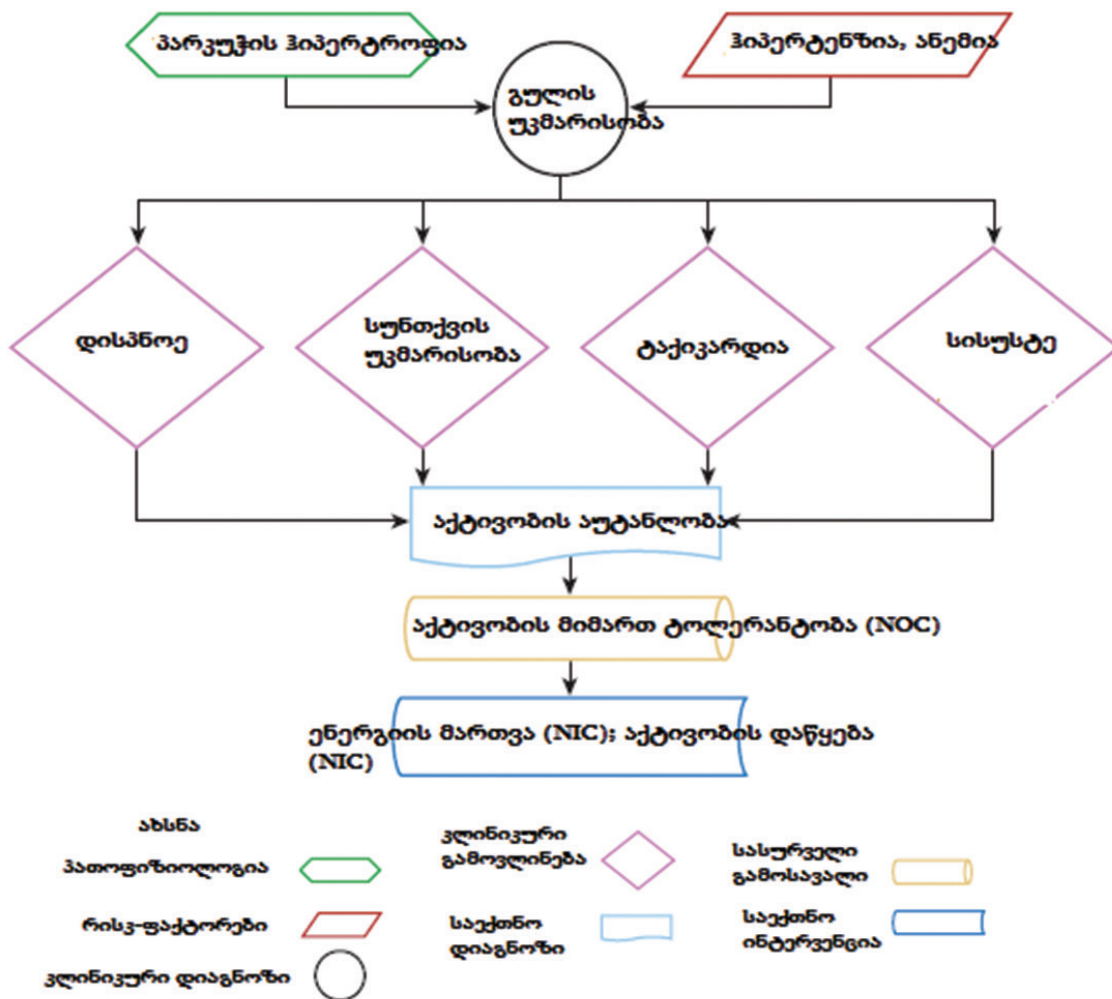 პარკუჭის ჰიპერტროფია
ჰიპერტენზია, ანემია
გულის
უკმარისობა
დისპნოე
სუნთქვის
უკმარისობა
ტაქიკარდია
სისუსტე
აქტივობის აუტანლობა
აქტივობის მიმართ ტოლერანტობა (NOC)
ენერგიის მართვა (NIC); აქტივობის დაწყება
(NIC)
ახსნა
პათოფიზიოლოგია
რისკ-ფაქტორები
კლინიკური დიაგნოზი
კლინიკური
გამოვლინება
საექთნო
დიაგნოზი
სასურველი
გამოსავალი
საექთნო
ინტერვენცია